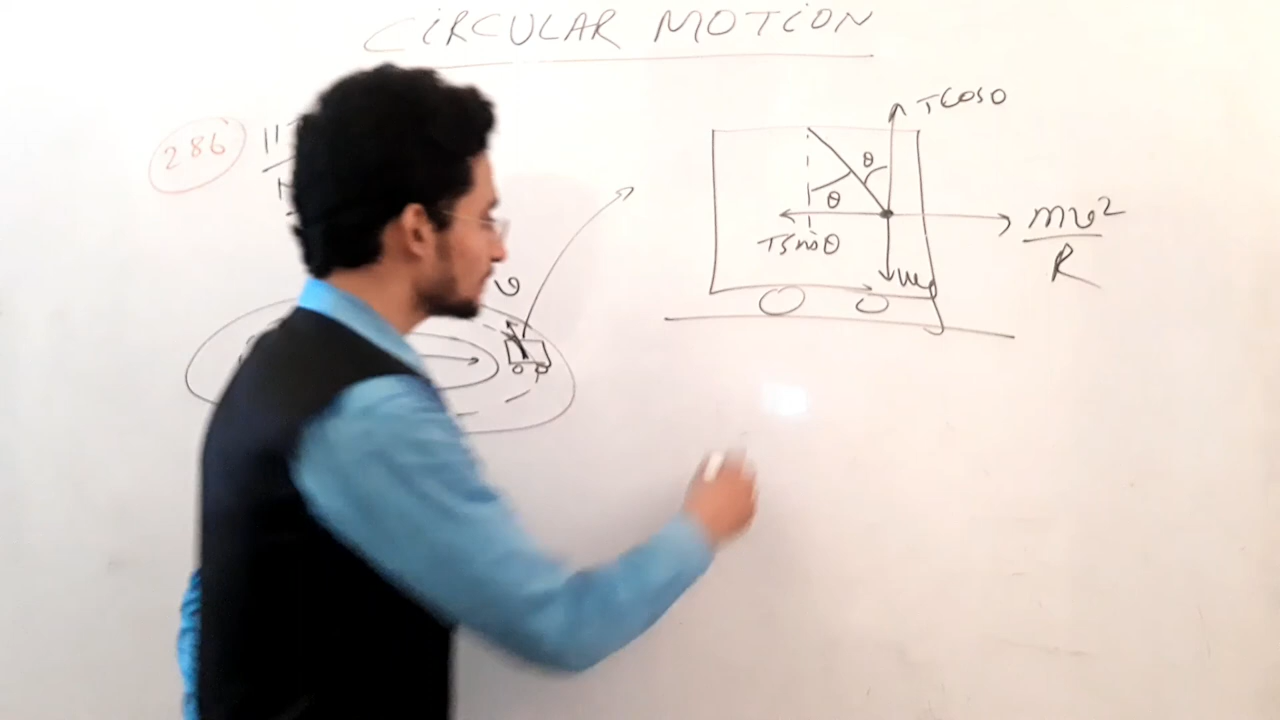 CIRCULAR MOTION
286
T cos θ
θ
θ
T sin θ
mg
mv²
R
v